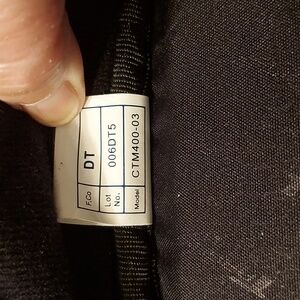 F.Co DT
Lot No. 006DT5
Model CTM400-03